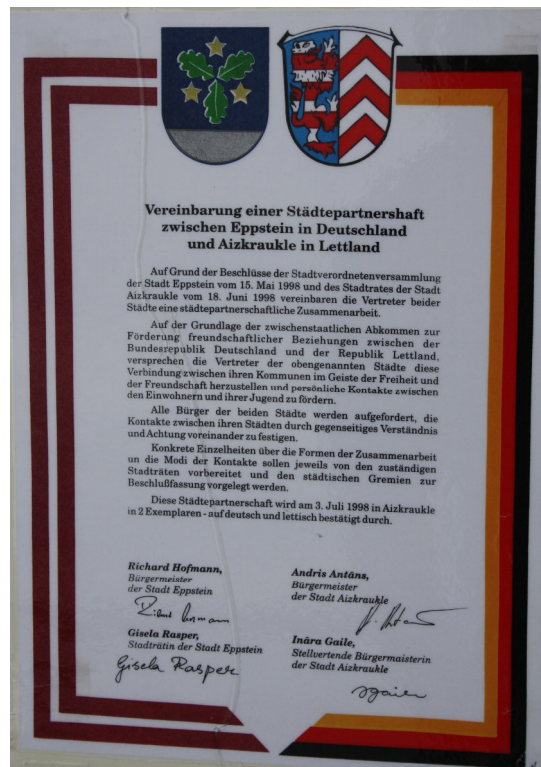 Vereinbarung einer Städtepartnershaft
zwischen Eppstein in Deutschland
und Aizkraukle in Lettland
Auf Grund der Beschlüsse der Stadtverordnetenversammlung
der Stadt Eppstein vom 15. Mai 1998 und des Stadtrates der Stadt
Aizkraukle vom 18. Juni 1998 vereinbaren die Vertreter beider
Städte eine städtepartnerschaftliche Zusammenarbeit.
Auf der Grundlage der zwischenstaatlichen Abkommen zur
Förderung freundschaftlicher Beziehungen zwischen der
Bundesrepublik Deutschland und der Republik Lettland,
versprechen die Vertreter der obengenannten Städte diese
Verbindung zwischen ihren Kommunen im Geiste der Freiheit und
der Freundschaft herzustellen und persönliche Kontakte zwischen
den Einwohnern und ihrer Jugend zu fördern.
Alle Bürger der beiden Städte werden aufgefordert, die
Kontakte zwischen ihren Städten durch gegenseitiges Verständnis
und Achtung voreinander zu festigen.
Konkrete Einzelheiten über die Formen der Zusammenarbeit
un die Modi der Kontakte sollen jeweils von den zuständigen
Stadträten vorbereitet und den städtischen Gremien zur
Beschlußfassung vorgelegt werden.
Diese Städtepartnerschaft wird am 3. Juli 1998 in Aizkraukle
in 2 Exemplaren - auf deutsch und lettisch bestätigt durch.
Richard Hofmann,
Bürgermeister
der Stadt Eppstein
Gisela Rasper,
Stadträtin der Stadt Eppstein
Gisela Rasper
Andris Antāns,
Bürgermeister
der Stadt Aizkraukle
Ināra Gaile,
Stellvertende Bürgermaisterin
der Stadt Aizkraukle